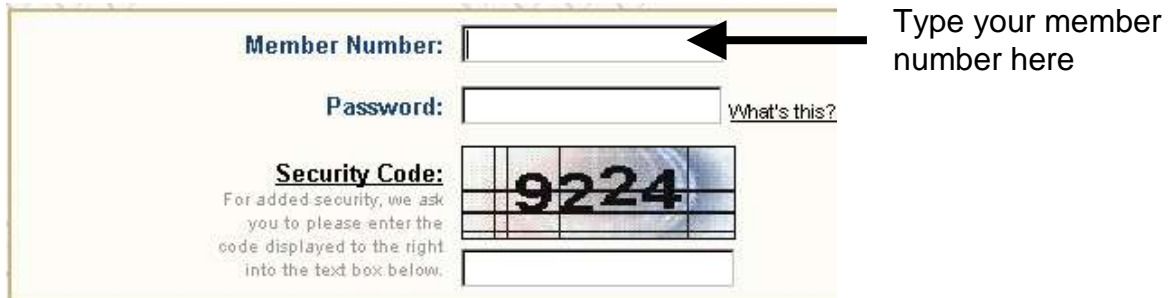 Member Number:
Type your member
number here
Password:
What's this?
Security Code:
9224
For added security, we ask
you to please enter the
code displayed to the right
into the text box below.